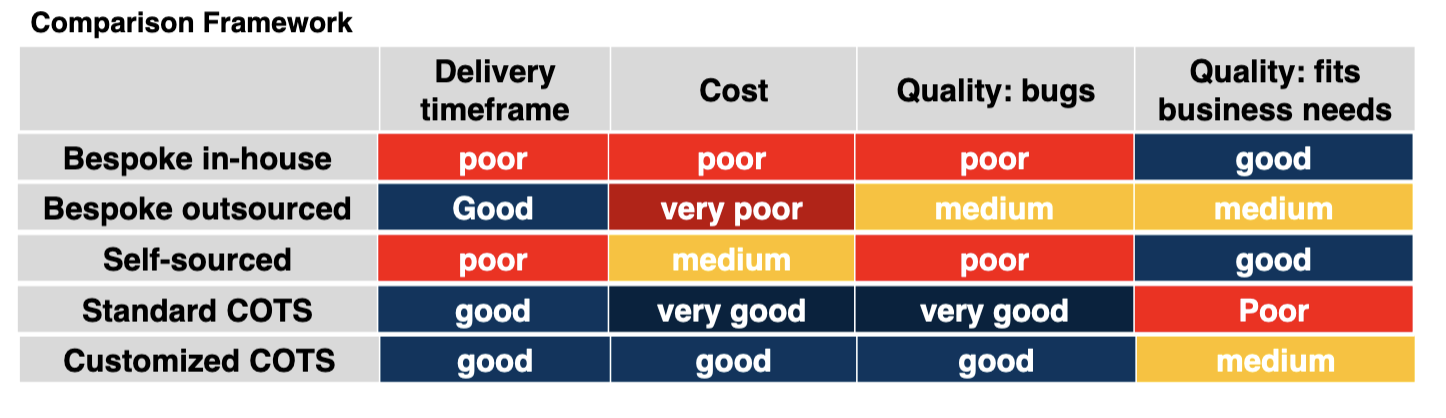 Comparison Framework
Delivery timeframe Cost Quality: bugs Quality: fits business needs
Bespoke in-house poor poor poor good
Bespoke outsourced Good very poor medium medium
Self-sourced poor medium poor good
Standard COTS good very good very good Poor
Customized COTS good good good medium